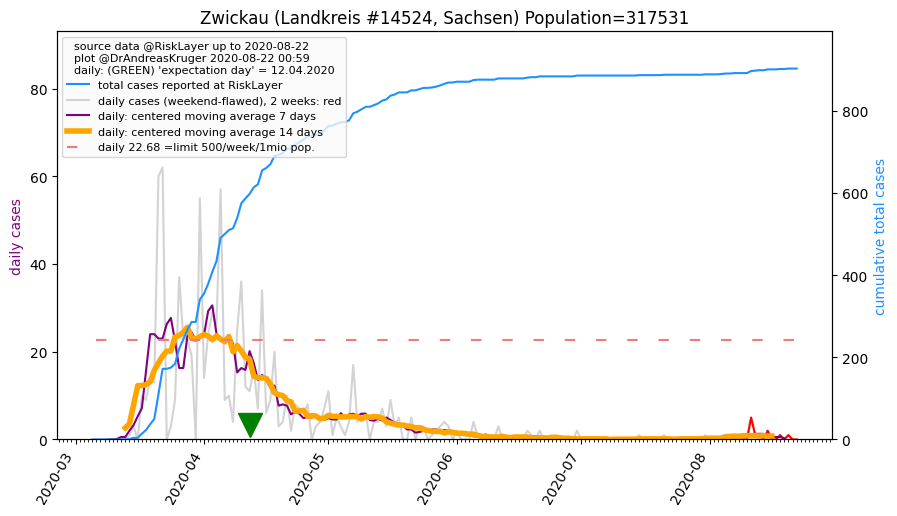 Zwickau (Landkreis #14524, Sachsen) Population=317531
source data @RiskLayer up to 2020-08-22
plot @DrAndreasKruger 2020-08-22 00:59
daily: (GREEN) 'expectation day' = 12.04.2020
total cases reported at RiskLayer
daily cases (weekend-flawed), 2 weeks: red
daily: centered moving average 7 days
daily: centered moving average 14 days
daily 22.68 =limit 500/week/1mio pop.
daily cases
80
60
40
20
0
cumulative total cases
800
600
400
200
0
2020-03
2020-04
2020-05
2020-06
2020-07
2020-08